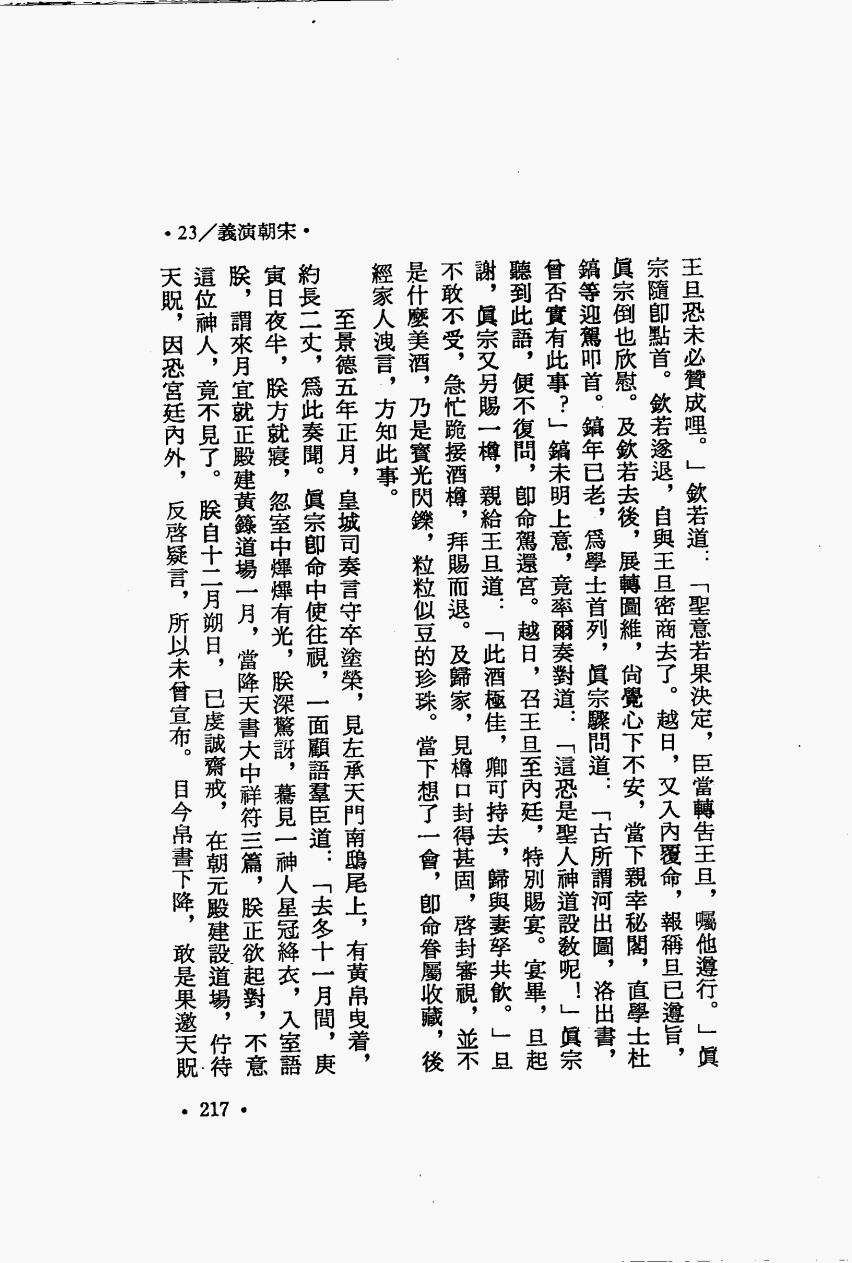 •23／義演朝宋•
王旦恐未必贊成哩。」欽若道：「聖意若果決定，臣當轉告王旦，囑他遵行。」眞
宗隨卽點首。欽若遂退，自與王旦密商去了。越日，又入內覆命，報稱旦已遵旨，
眞宗倒也欣慰。及欽若去後，展轉圖維，尙覺心下不安，當下親幸秘閣，直學士杜
鎬等迎駕叩首。鎬年已老，爲學士首列，眞宗驟問道：「古所謂河出圖，洛出書，
曾否實有此事？」鎬未明上意，竟率爾奏對道：「這恐是聖人神道設敎呢！」眞宗
聽到此語，便不復問，卽命駕還宮。越日，召王旦至內廷，特別賜宴。宴畢，旦起
謝，眞宗又另賜一樽，親給王旦道：「此酒極佳，卿可持去，歸與妻孥共飮。」旦
不敢不受，急忙跪接酒樽，拜賜而退。及歸家，見樽口封得甚固，啓封審視，並不
是什麼美酒，乃是寶光閃鑠，粒粒似豆的珍珠。當下想了一會，卽命眷屬收藏，後
經家人洩言，方知此事。
至景德五年正月，皇城司奏言守卒塗榮，見左承天門南鴟尾上，有黃帛曳着，
約長二丈，爲此奏聞。眞宗卽命中使往視，一面顧語羣臣道：「去冬十一月間，庚
寅日夜半，朕方就寢，忽室中燡燡有光，朕深驚訝，驀見一神人星冠絳衣，入室語
朕，謂來月宜就正殿建黃籙道場一月，當降天書大中祥符三篇，朕正欲起對，不意
這位神人，竟不見了。朕自十二月朔日，已虔誠齋戒，在朝元殿建設道場，佇待
天貺，因恐宮廷內外，反啓疑言，所以未曾宣布。目今帛書下降，敢是果邀天貺
•217•